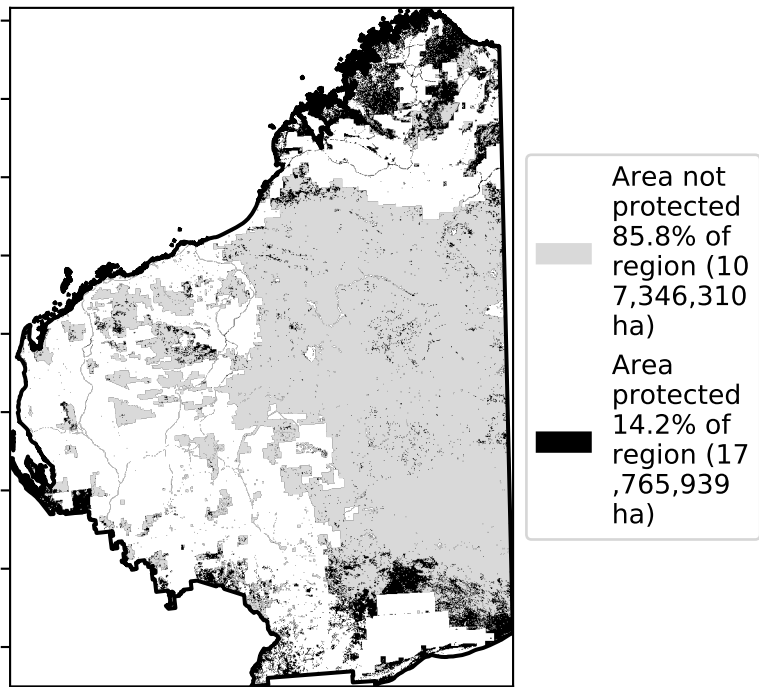 Area not
protected
85.8% of
region (10
7,346,310
ha)
Area
protected
14.2% of
region (17
,765,939
ha)